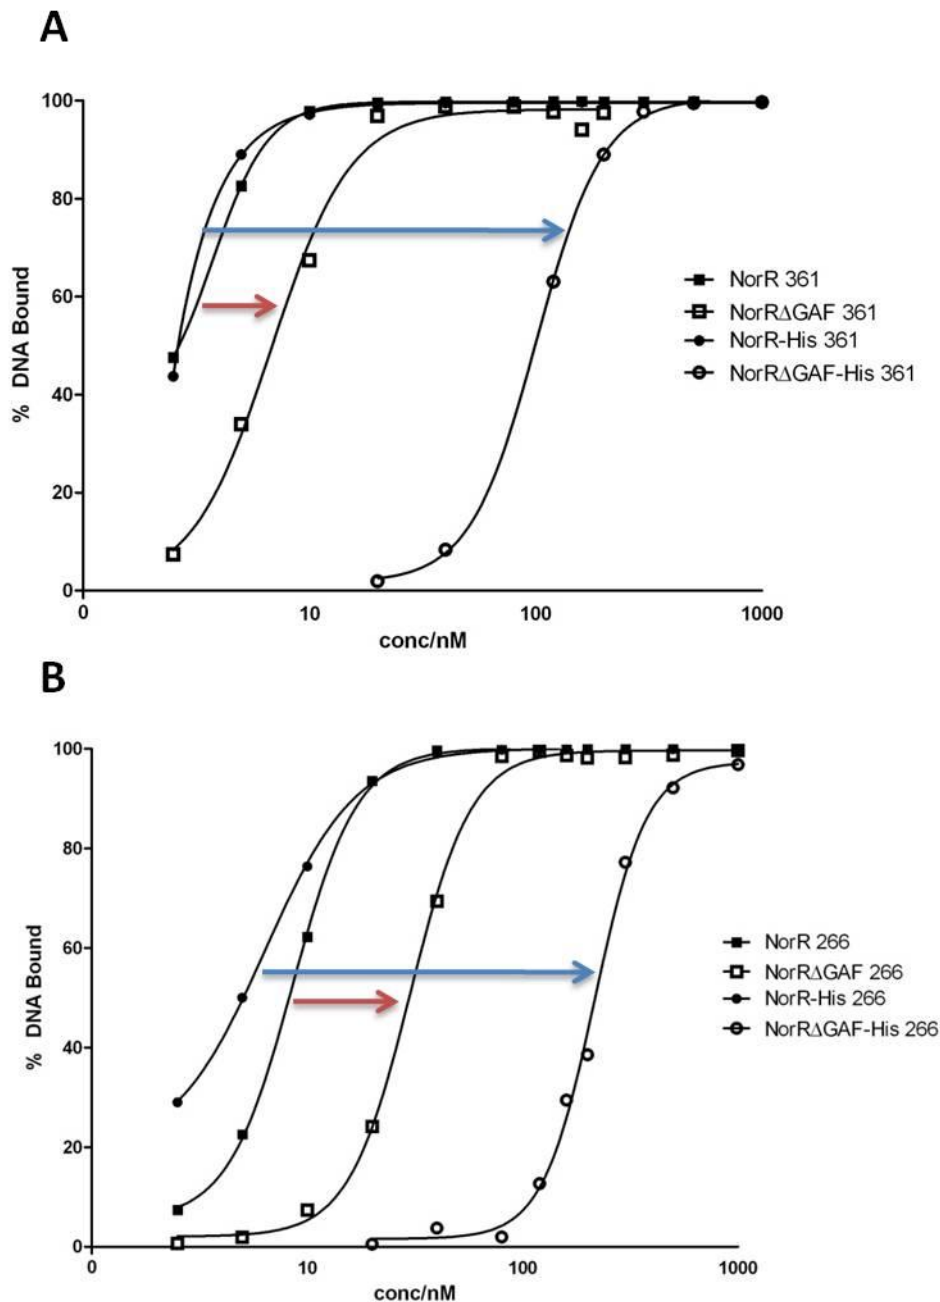 A
100
80
60
40
20
0
% DNA Bound
0 10 100 1000
conc/nM
NorR 361
NorRΔGAF 361
NorR-His 361
NorRΔGAF-His 361
B
100
80
60
40
20
0
% DNA Bound
0 10 100 1000
conc/nM
NorR 266
NorRΔGAF 266
NorR-His 266
NorRΔGAF-His 266